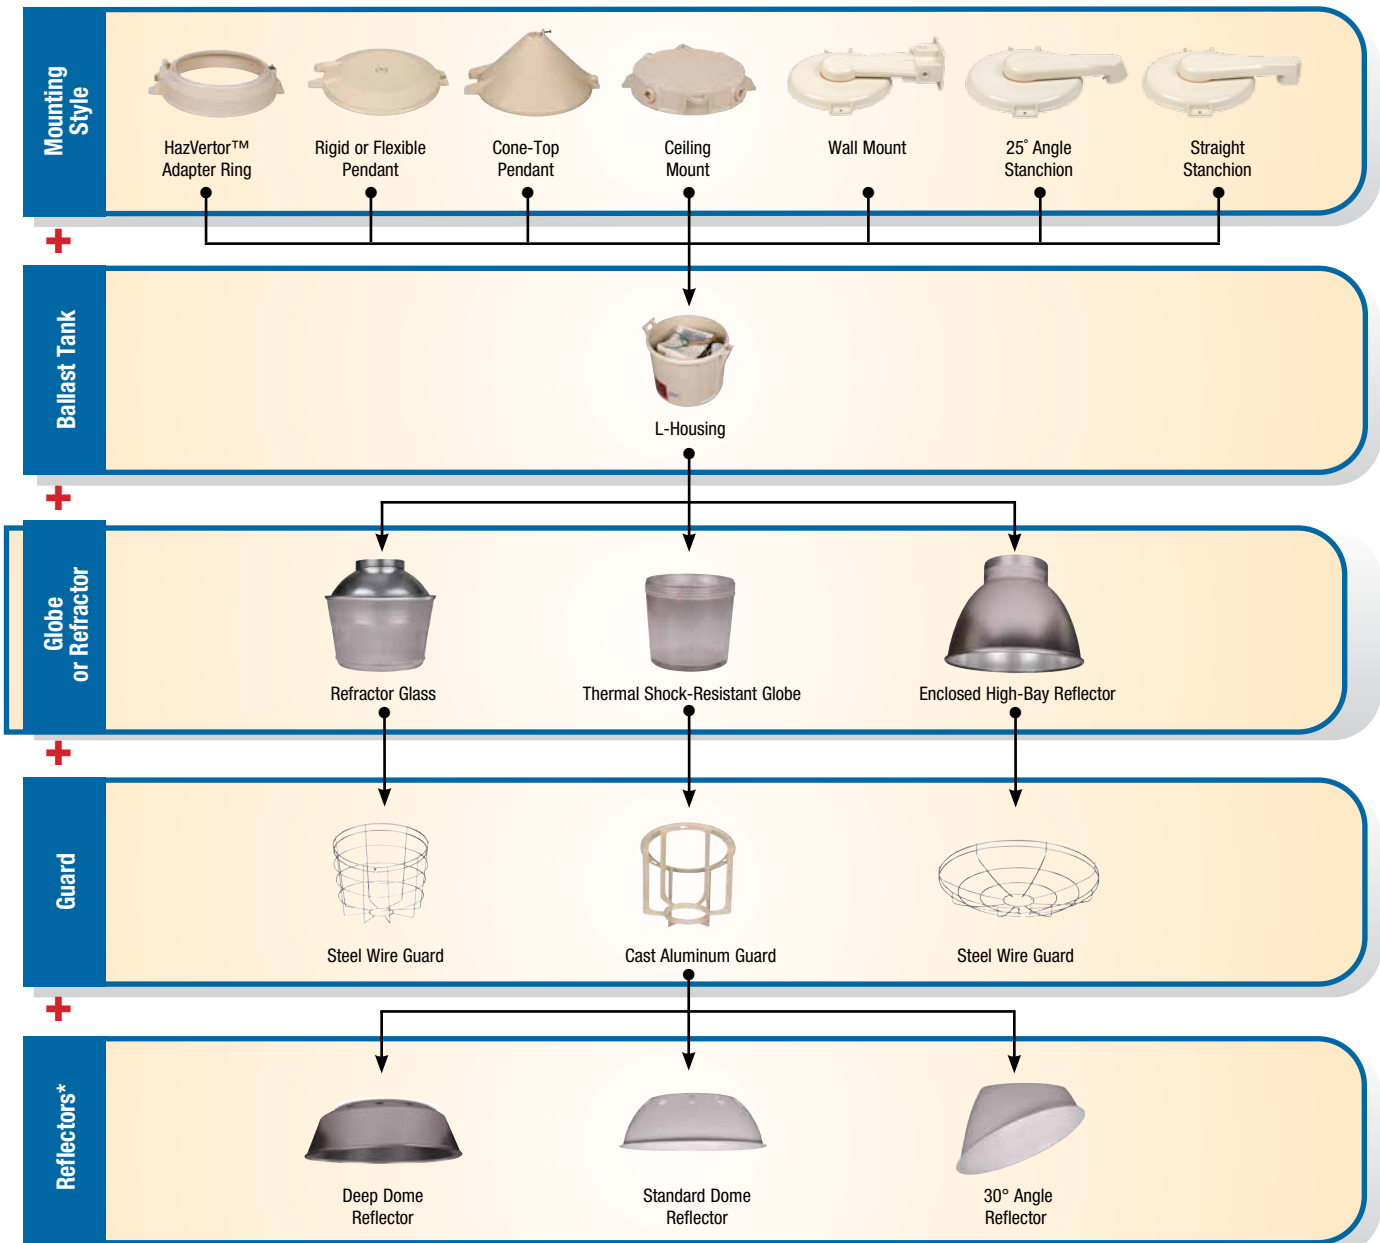 Mounting
Style
HazVertor™
Adapter Ring
Rigid or Flexible
Pendant
Cone-Top
Pendant
Ceiling
Mount
Wall Mount
25° Angle
Stanchion
Straight
Stanchion
+
Ballast Tank
L-Housing
+
Globe
or Refractor
Refractor Glass
Thermal Shock-Resistant Globe
Enclosed High-Bay Reflector
+
Guard
Steel Wire Guard
Cast Aluminum Guard
Steel Wire Guard
+
Reflectors*
Deep Dome
Reflector
Standard Dome
Reflector
30° Angle
Reflector